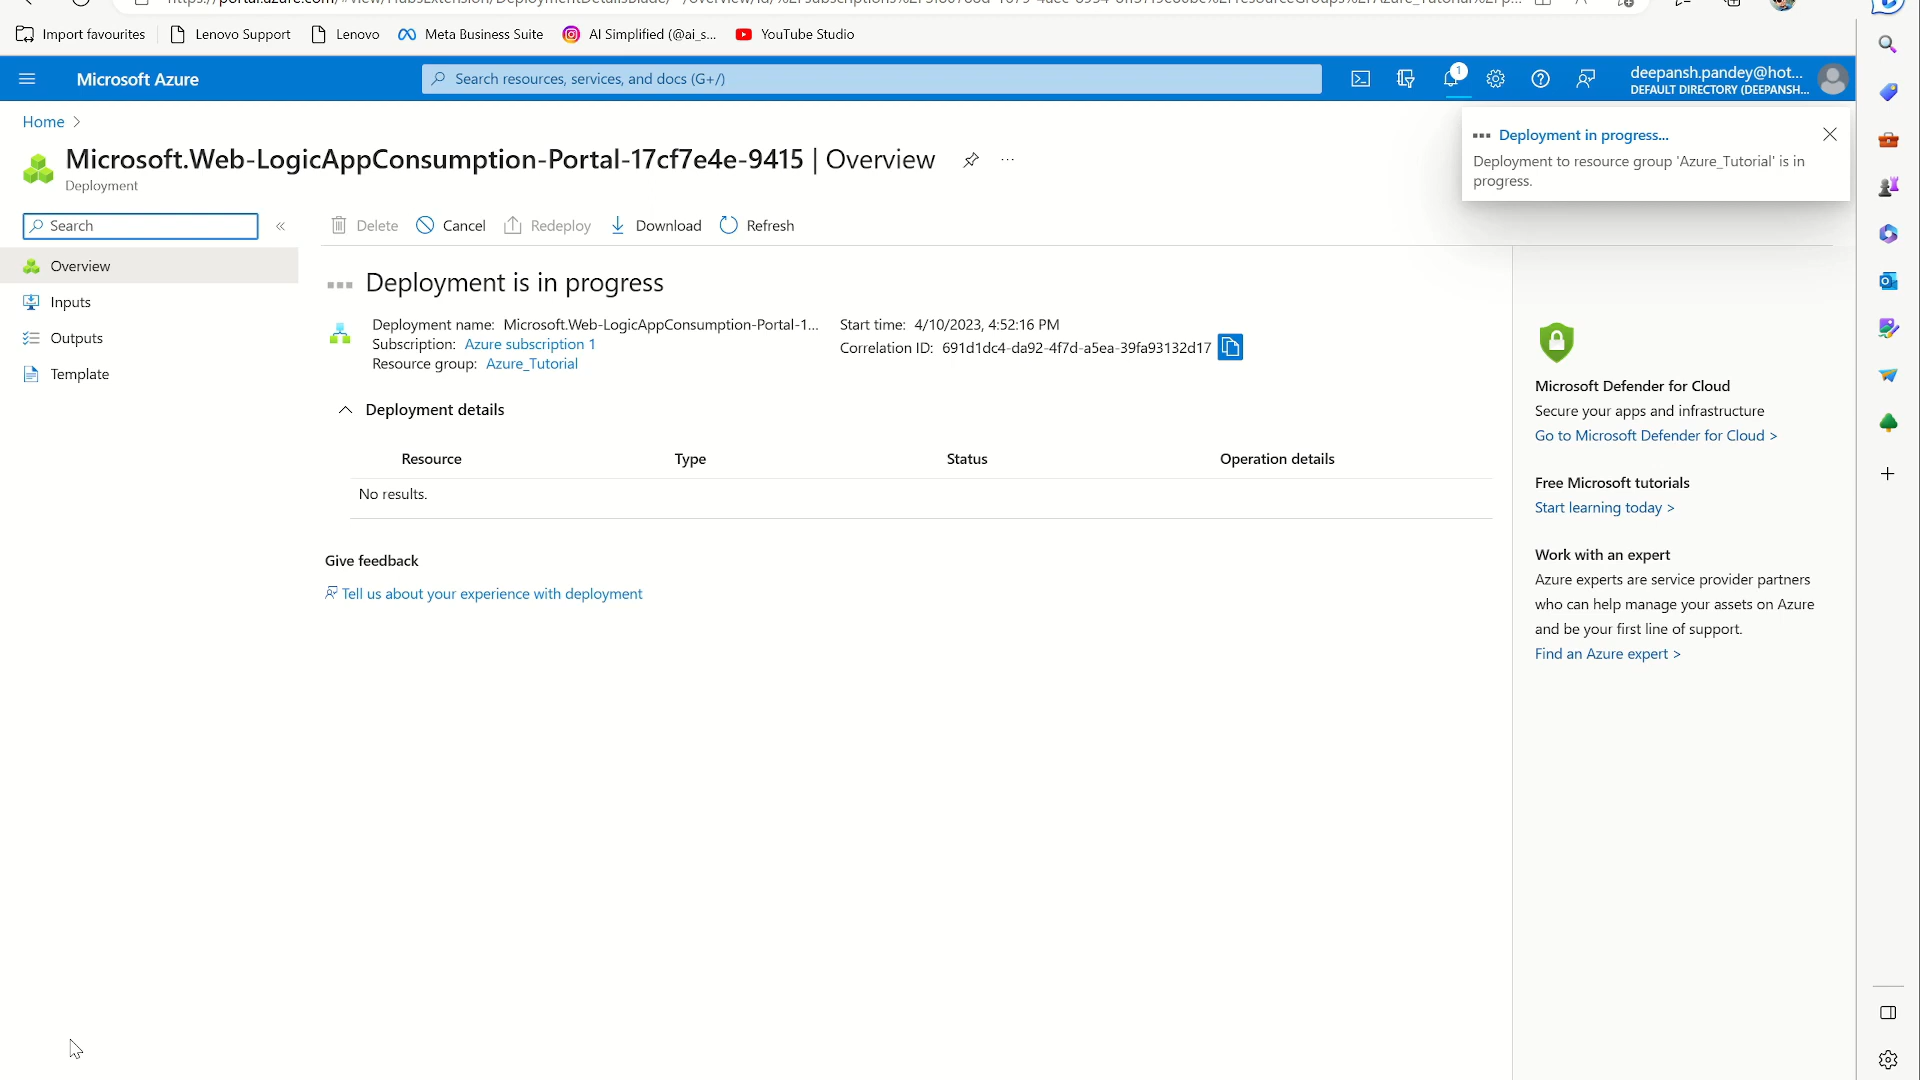 Import favourites
Lenovo Support
Lenovo
Meta Business Suite
AI Simplified (@ai_s...
YouTube Studio
Microsoft Azure
Search resources, services, and docs (G+/)
1
deepansh.pandey@hot...
DEFAULT DIRECTORY (DEEPANSH...
Home >
Deployment in progress...
Deployment to resource group 'Azure_Tutorial' is in
progress.
Microsoft.Web-LogicAppConsumption-Portal-17cf7e4e-9415 | Overview
Deployment
Search
Delete
Cancel
Redeploy
Download
Refresh
Overview
Inputs
Outputs
Template
Deployment is in progress
Deployment name: Microsoft.Web-LogicAppConsumption-Portal-1...
Subscription: Azure subscription 1
Resource group: Azure_Tutorial
Start time: 4/10/2023, 4:52:16 PM
Correlation ID: 691d1dc4-da92-4f7d-a5ea-39fa93132d17
Deployment details
Resource
Type
Status
Operation details
No results.
Give feedback
Tell us about your experience with deployment
Microsoft Defender for Cloud
Secure your apps and infrastructure
Go to Microsoft Defender for Cloud >
Free Microsoft tutorials
Start learning today >
Work with an expert
Azure experts are service provider partners
who can help manage your assets on Azure
and be your first line of support.
Find an Azure expert >